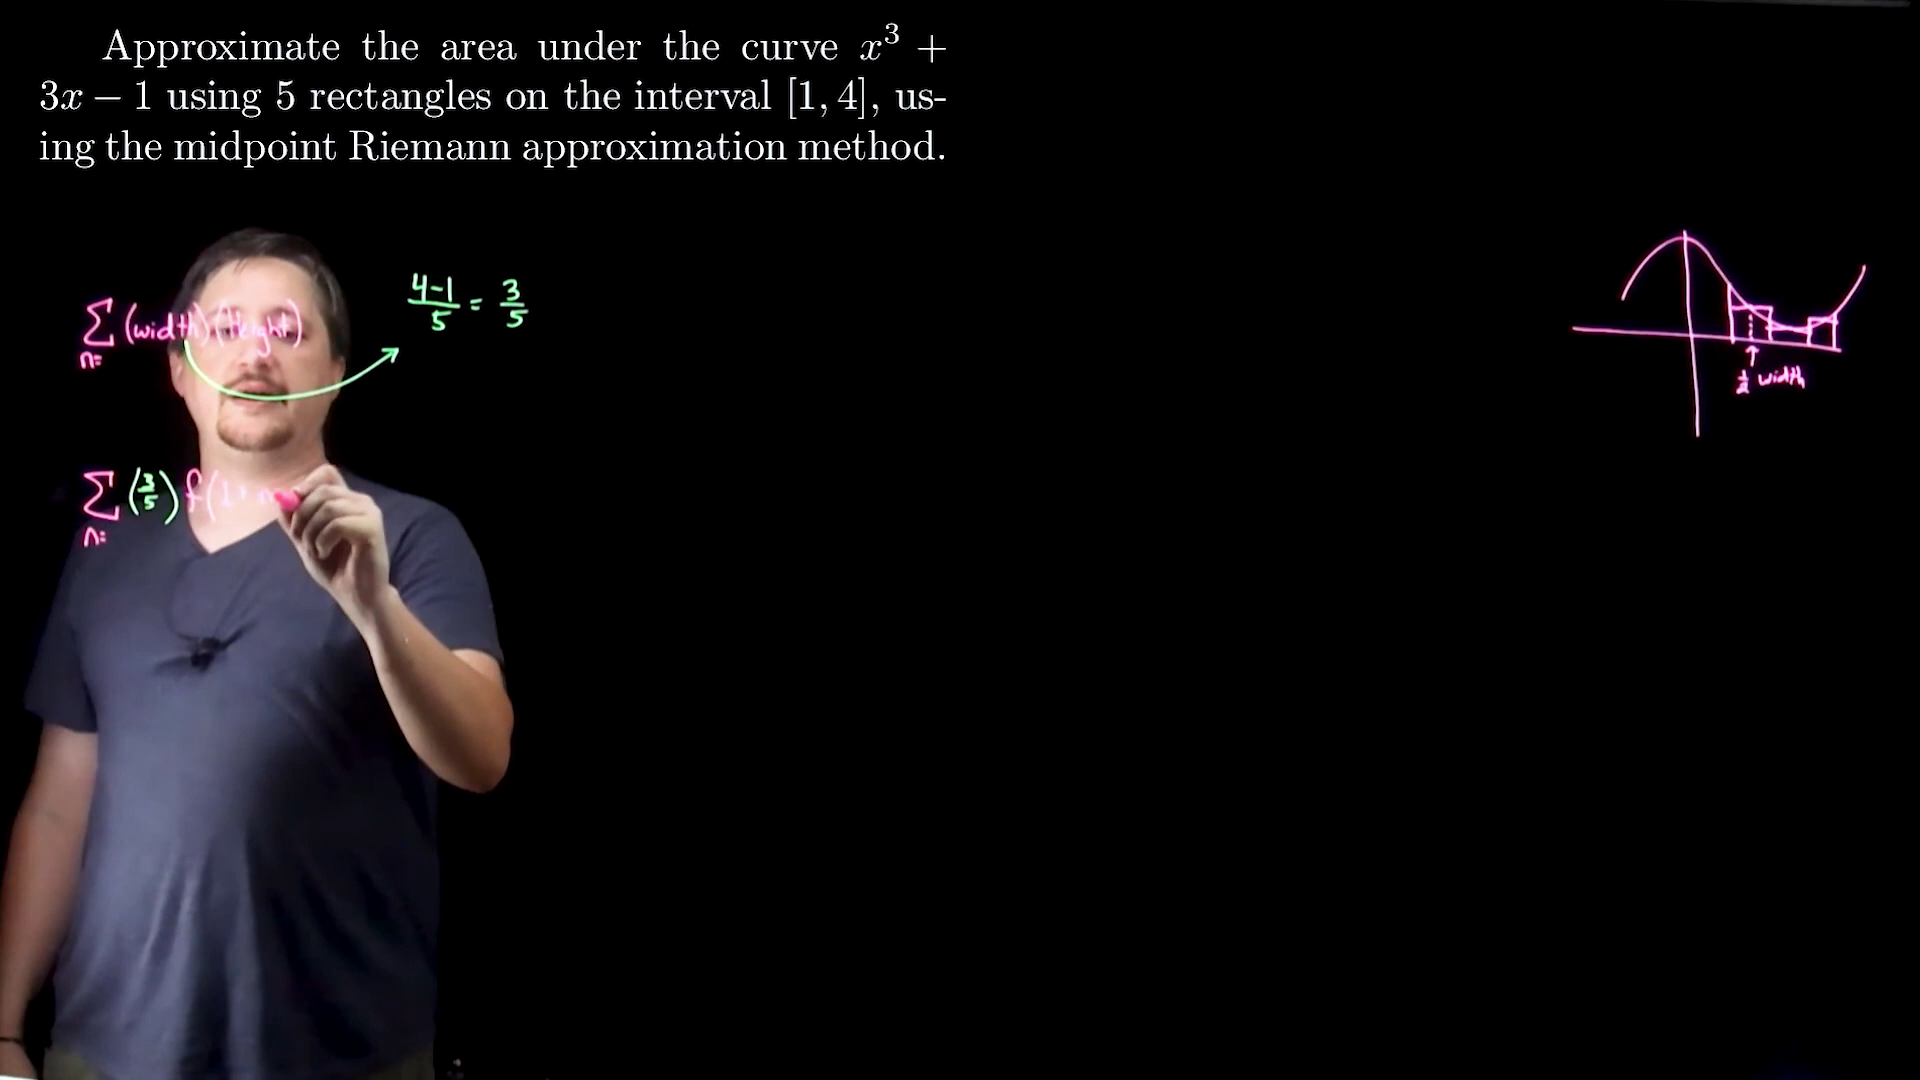 Approximate the area under the curve x³ +
3x − 1 using 5 rectangles on the interval [1, 4], us-
ing the midpoint Riemann approximation method.
∑ (width)(Height)
n=
4-1/5 = 3/5
∑ (3/5) f(1+n
n=
½ width